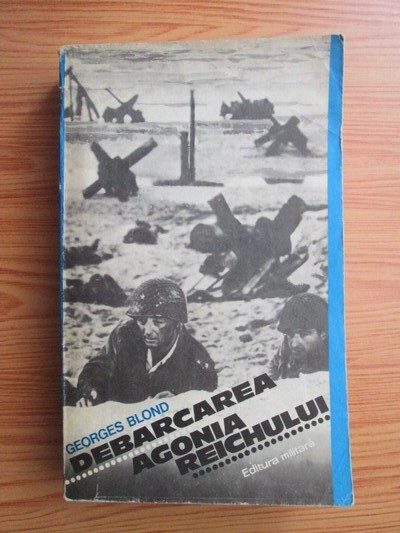 GEORGES BLOND
DEBARCAREA
AGONIA
REICHULUI
Editura militară